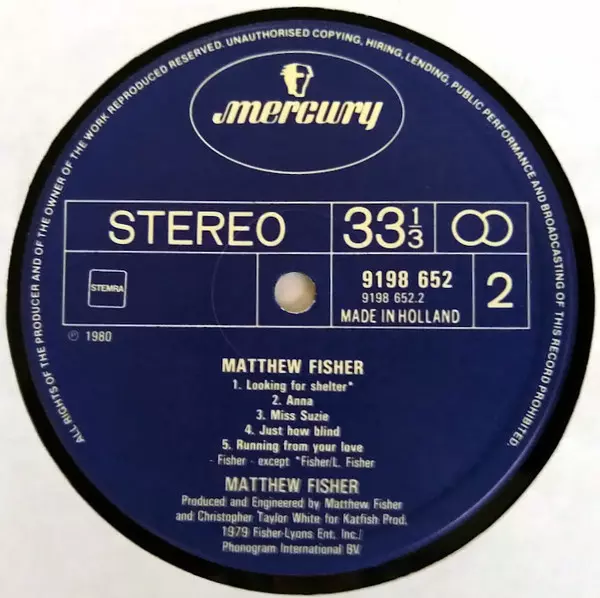 ALL RIGHTS OF THE PRODUCER AND OF THE OWNER OF THE WORK REPRODUCED RESERVED. UNAUTHORISED COPYING, HIRING, LENDING, PUBLIC PERFORMANCE AND BROADCASTING OF THIS RECORD PROHIBITED.
mercury
STEREO
33 1/3
STEMRA
9198 652
9198 652.2
MADE IN HOLLAND
2
℗ 1980
MATTHEW FISHER
1. Looking for shelter*
2. Anna
3. Miss Suzie
4. Just how blind
5. Running from your love
- Fisher - except *Fisher/L. Fisher
MATTHEW FISHER
Produced and Engineered by Matthew Fisher
and Christopher Taylor White for Katfish Prod.
1979 Fisher-Lyons Ent. Inc./
Phonogram International BV